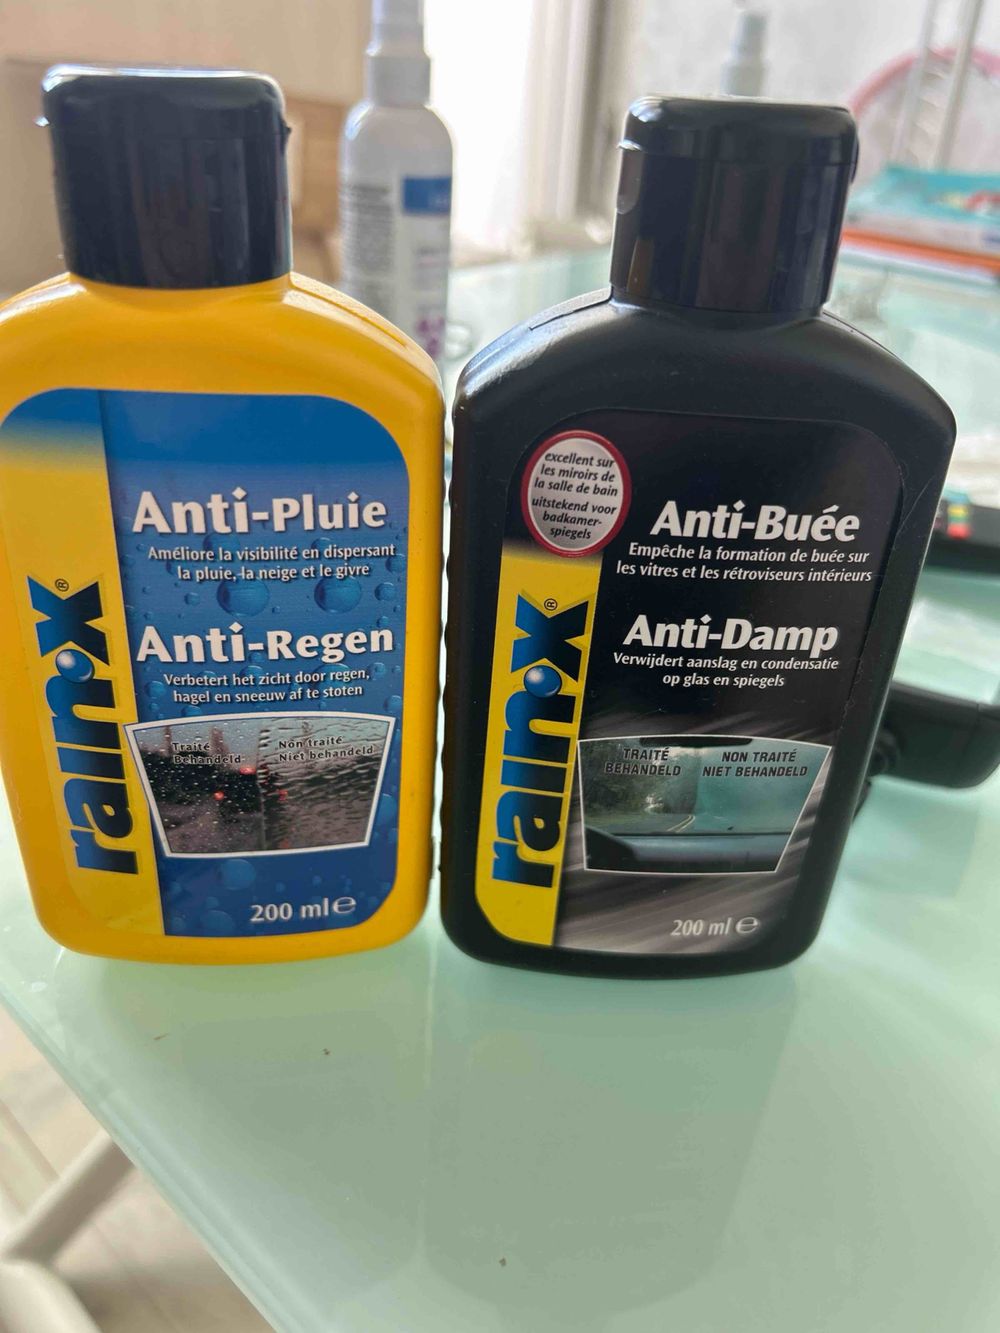 Anti-Pluie
Améliore la visibilité en dispersant
la pluie, la neige et le givre
Anti-Regen
Verbetert het zicht door regen,
hagel en sneeuw af te stoten
Traité
Behandeld
Non traité
Niet behandeld
200 ml e
rain-x®
excellent sur
les miroirs de
la salle de bain
uitstekend voor
badkamer-
spiegels
Anti-Buée
Empêche la formation de buée sur
les vitres et les rétroviseurs intérieurs
Anti-Damp
Verwijdert aanslag en condensatie
op glas en spiegels
TRAITÉ
BEHANDELD
NON TRAITÉ
NIET BEHANDELD
200 ml e
rain-x®